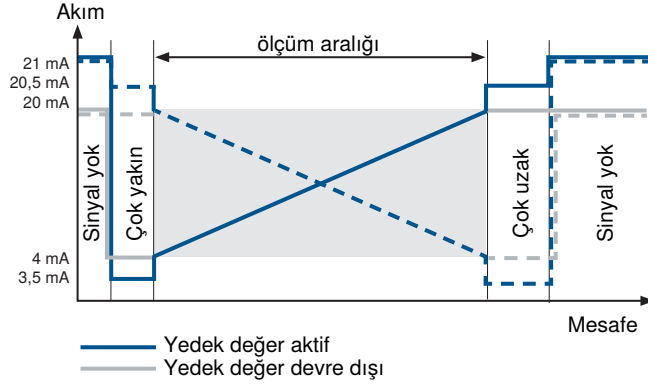 Akım
ölçüm aralığı
21 mA
20,5 mA
20 mA
Sinyal yok
Çok yakın
Çok uzak
Sinyal yok
4 mA
3,5 mA
Mesafe
Yedek değer aktif
Yedek değer devre dışı